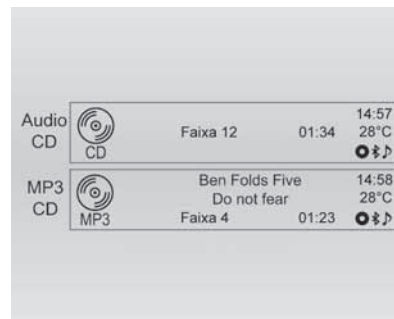 Audio CD
CD
Faixa 12 01:34
14:57
28°C
MP3 CD
MP3
Ben Folds Five
Do not fear
Faixa 4 01:23
14:58
28°C